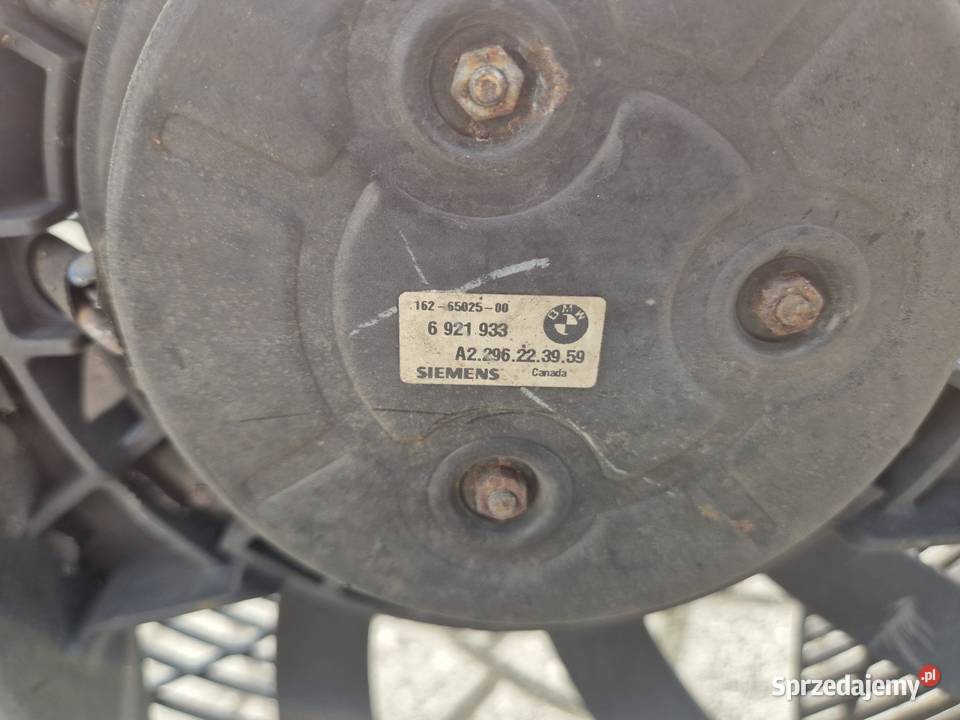 162-65025-00
6 921 933
BMW
A2.296.22.39.59
SIEMENS Canada
Sprzedajemy.pl